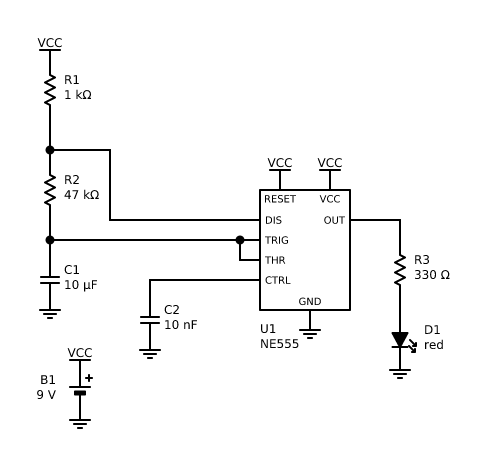 VCC
R1
1 kΩ
R2
47 kΩ
C1
10 µF
VCC
B1
9 V
+
C2
10 nF
VCC
VCC
RESET
VCC
DIS
OUT
TRIG
THR
CTRL
GND
U1
NE555
R3
330 Ω
D1
red